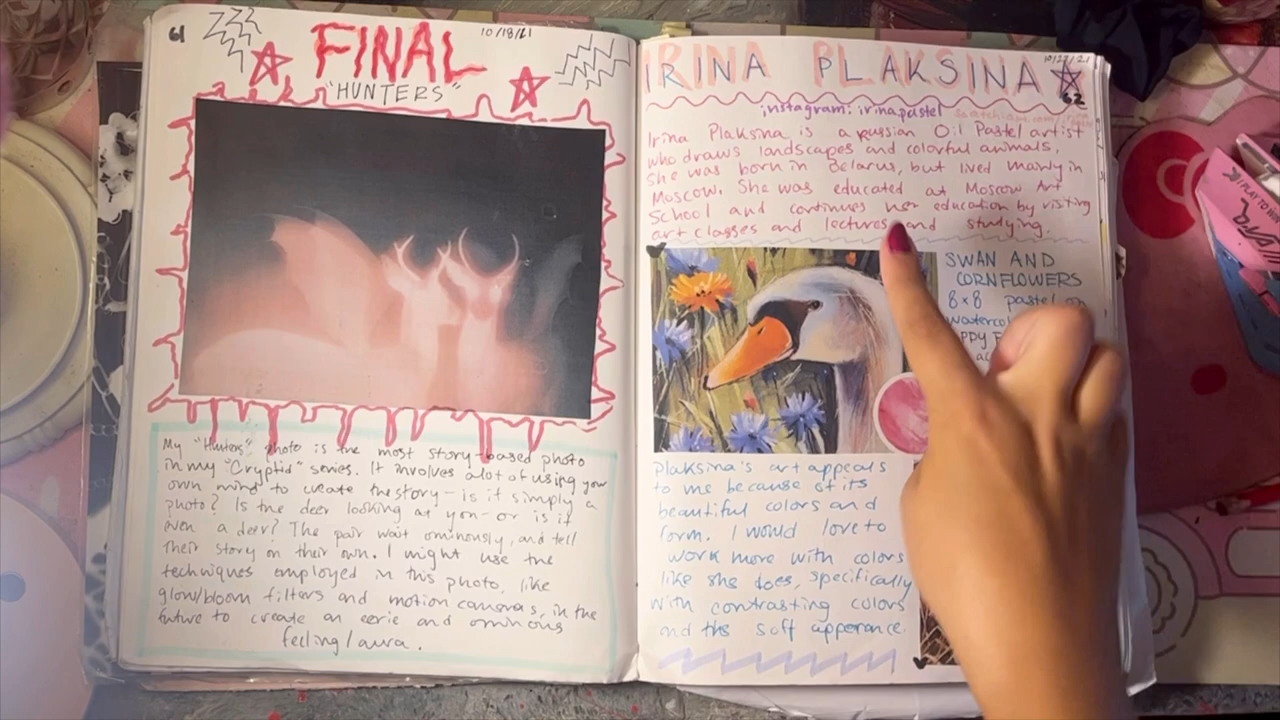 61
10/18/21
FINAL
"HUNTERS"
My "Hunters" photo is the most story-based photo
in my "Cryptid" series. It involves alot of using your
own mind to create the story - is it simply a
photo? Is the deer looking at you - or is it
even a deer? The pair wait ominously, and tell
their story on their own. I might use the
techniques employed in this photo, like
glow/bloom filters and motion cameras, in the
future to create an eerie and ominous
feeling/aura.
IRINA PLAKSINA
62
instagram: irinapastel
Irina Plaksina is a russian Oil Pastel artist
who draws landscapes and colorful animals.
She was born in Belarus, but lived mainly in
Moscow. She was educated at Moscow Art
School and continues her education by visiting
art classes and lectures and studying.
SWAN AND
CORNFLOWERS
8x8 pastel on
Plaksina's art appeals
to me because of its
beautiful colors and
form. I would love to
work more with colors
like she does, specifically
with contrasting colors
and the soft apperance.
I PLAY TO